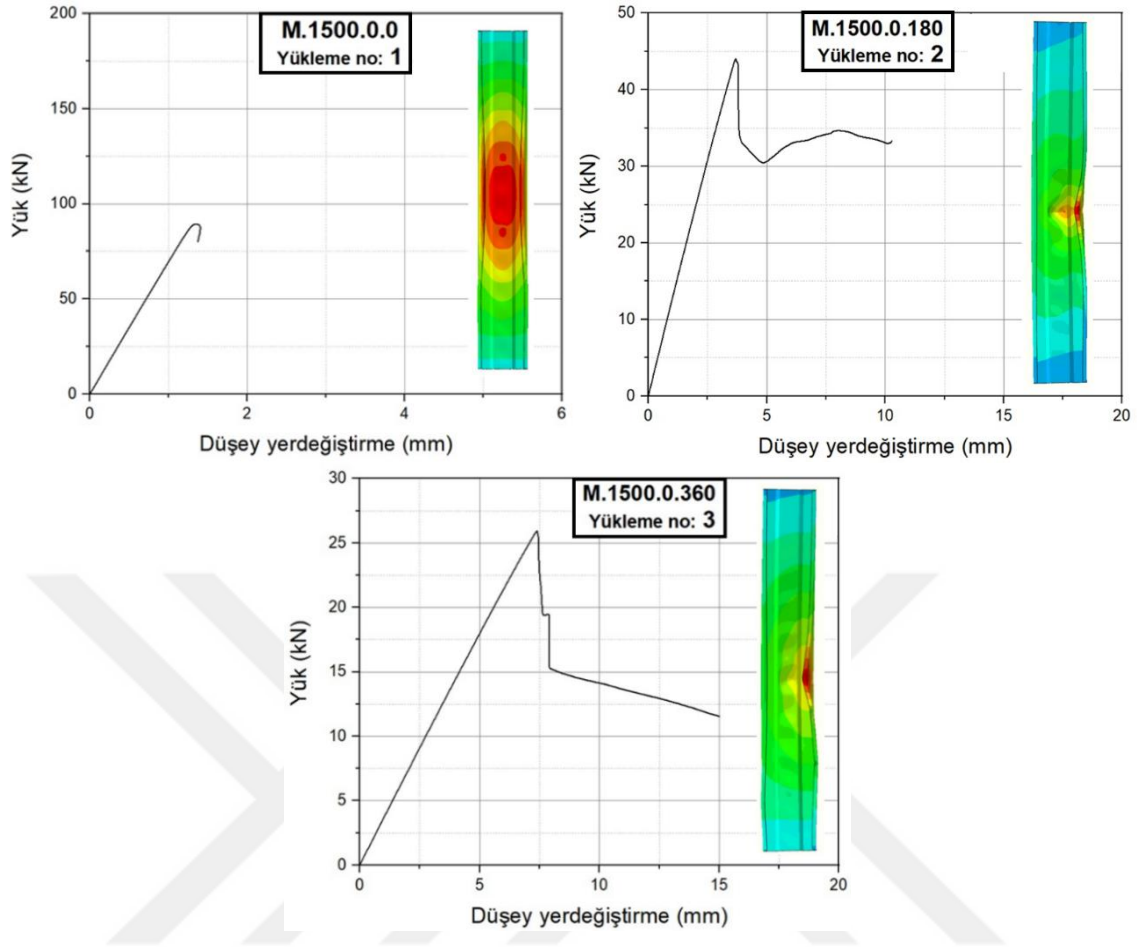 M.1500.0.0
Yükleme no: 1
200
150
100
50
0
Yük (kN)
0
2
4
6
Düşey yerdeğiştirme (mm)
M.1500.0.180
Yükleme no: 2
50
40
30
20
10
0
Yük (kN)
0
5
10
15
20
Düşey yerdeğiştirme (mm)
M.1500.0.360
Yükleme no: 3
30
25
20
15
10
5
0
Yük (kN)
0
5
10
15
20
Düşey yerdeğiştirme (mm)